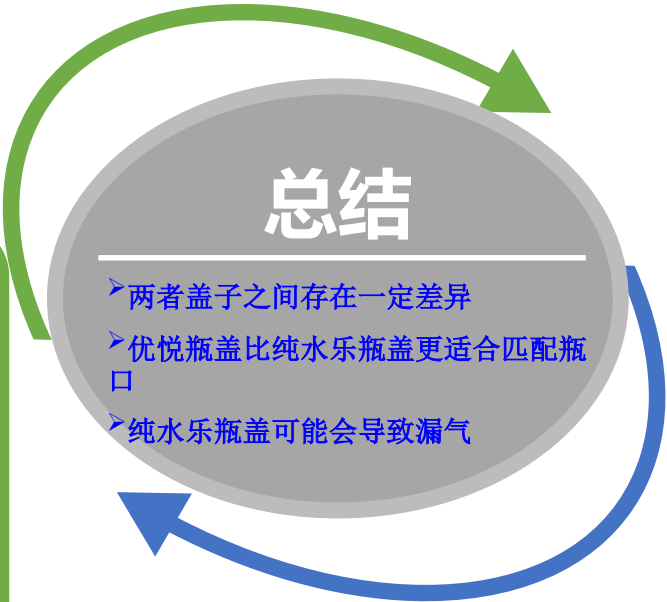 总结
➢两者盖子之间存在一定差异
➢优悦瓶盖比纯水乐瓶盖更适合匹配瓶
口
➢纯水乐瓶盖可能会导致漏气